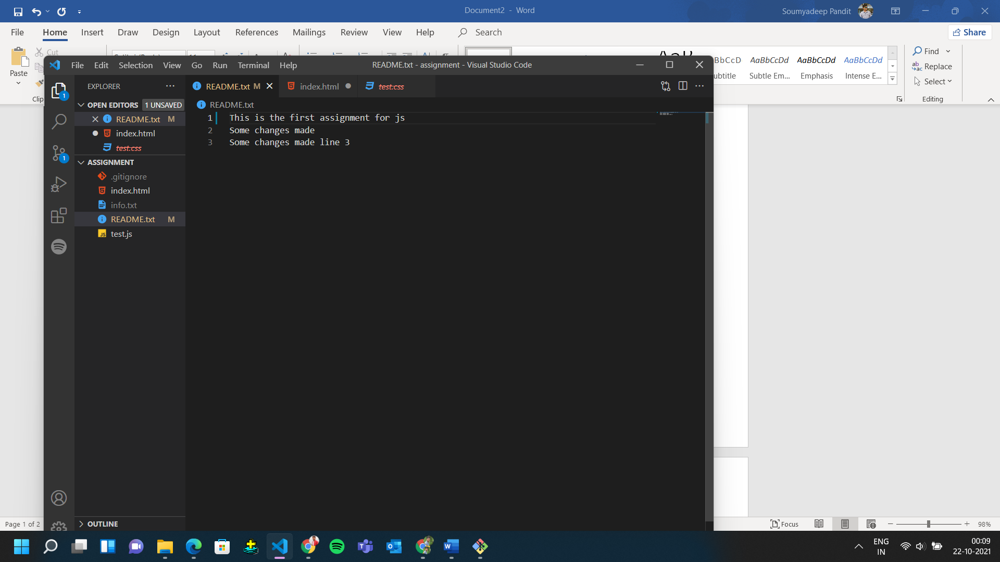 Document2 - Word
Soumyadeep Pandit
File Home Insert Draw Design Layout References Mailings Review View Help Search
Share
Cut
Paste
Find
Replace
Select
Editing
AaBbCcDd AaBbCcDd AaBbCcDd
Subtle Em... Emphasis Intense E...
File Edit Selection View Go Run Terminal Help
README.txt - assignment - Visual Studio Code
EXPLORER
README.txt M index.html test.css
OPEN EDITORS 1 UNSAVED
README.txt M
index.html
test.css
ASSIGNMENT
.gitignore
index.html
info.txt
README.txt M
test.js
OUTLINE
1
1
README.txt
1 This is the first assignment for js
2 Some changes made
3 Some changes made line 3
Page 1 of 2
Focus
98%
ENG
IN
00:09
22-10-2021